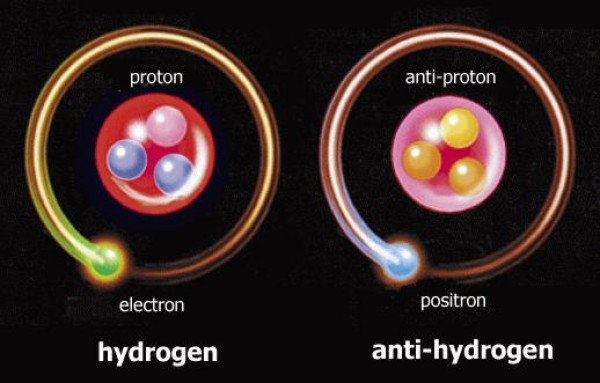 proton
electron
hydrogen
anti-proton
positron
anti-hydrogen